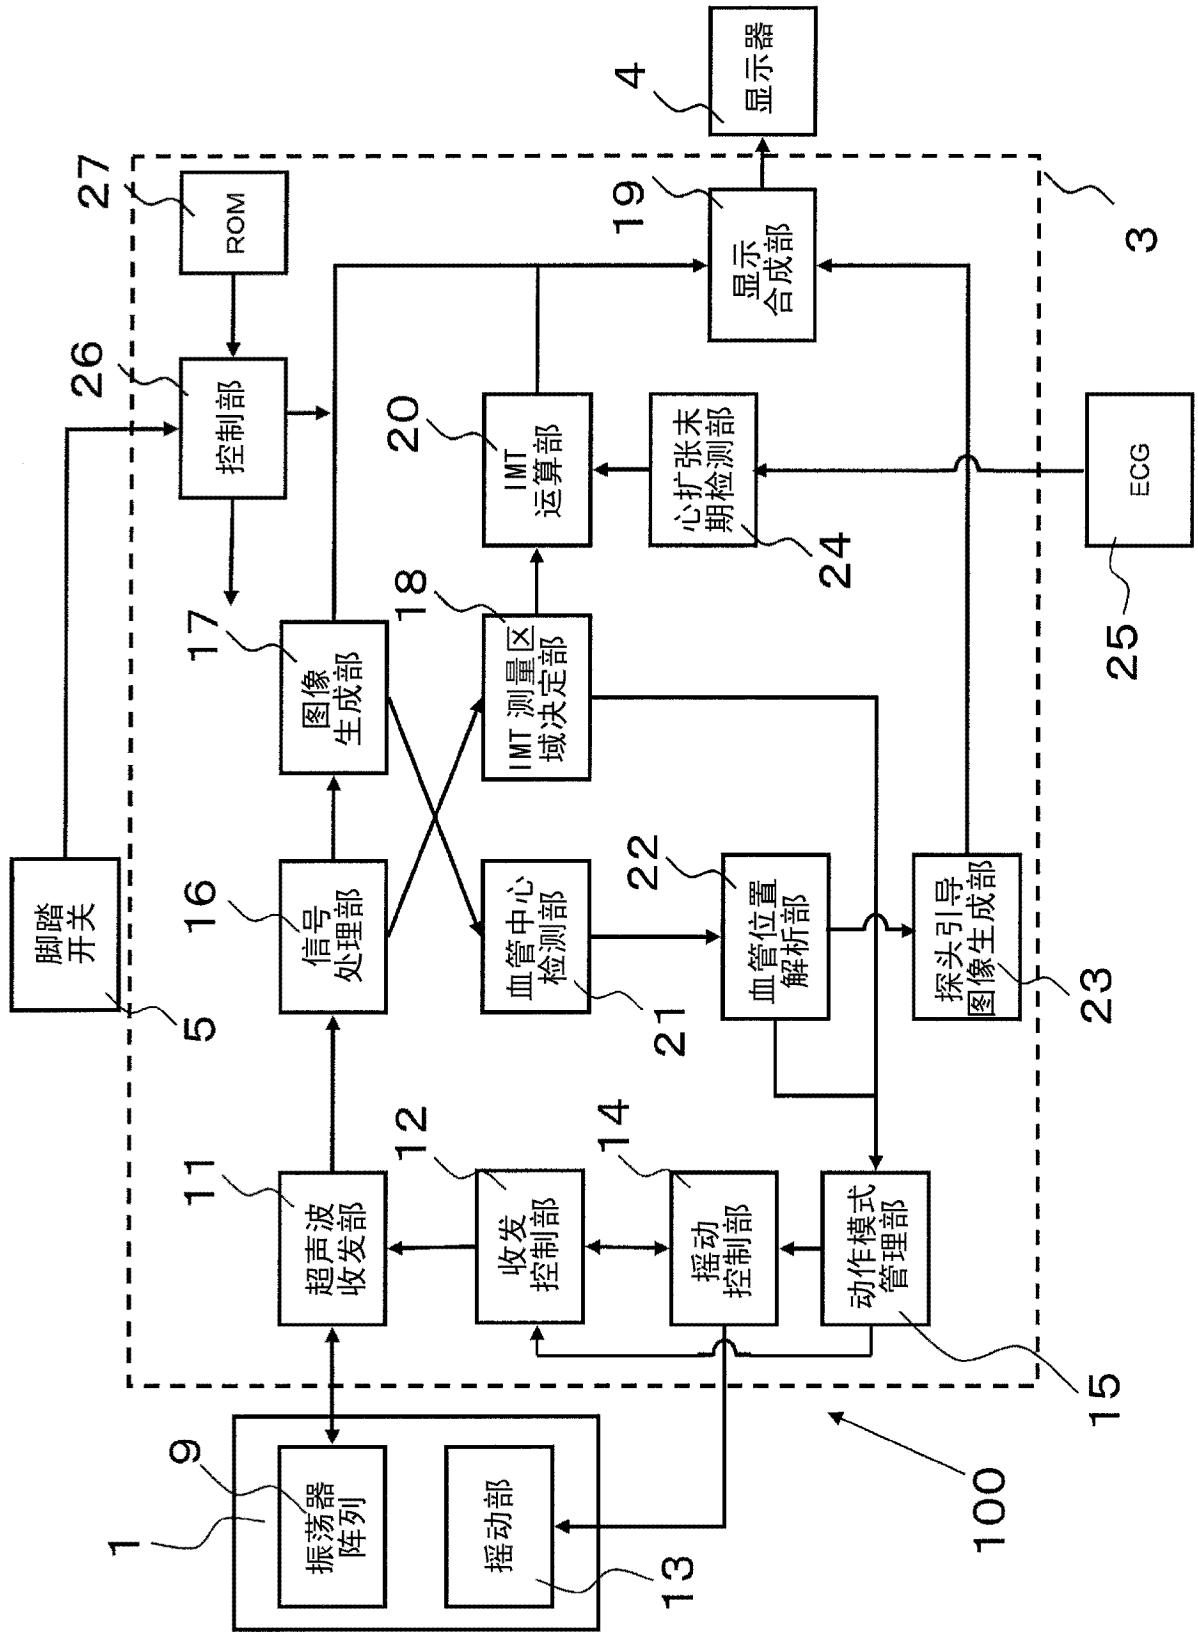 脚踏
开关
5
26
27
控制部
ROM
1
9
振荡器
阵列
11
超声波
收发部
16
信号
处理部
17
图像
生成部
12
收发
控制部
摇动部
13
21
血管中心
检测部
18
IMT 测量区
域决定部
20
IMT
运算部
14
摇动
控制部
22
血管位置
解析部
24
心扩张末
期检测部
19
显示
合成部
4
显示器
15
动作模式
管理部
23
探头引导
图像生成部
100
25
ECG
3